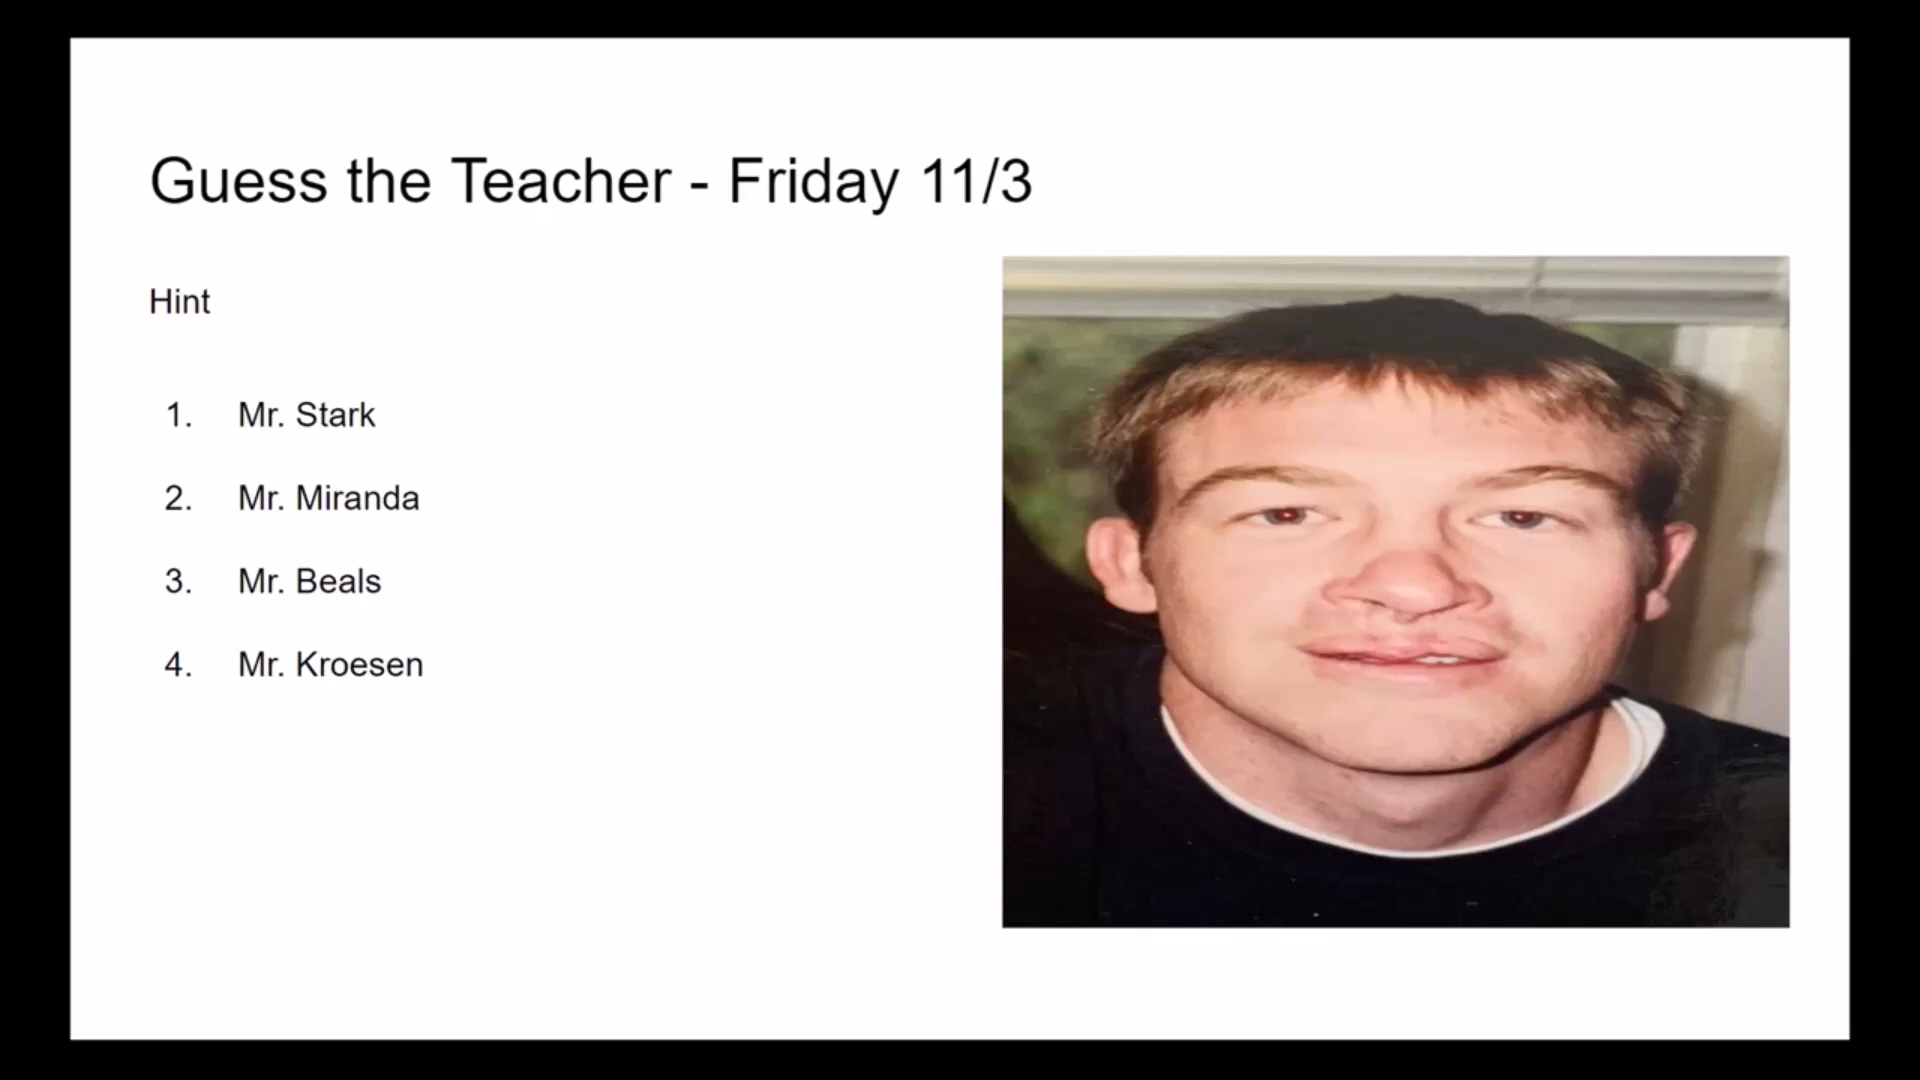 Guess the Teacher - Friday 11/3
Hint
1. Mr. Stark
2. Mr. Miranda
3. Mr. Beals
4. Mr. Kroesen